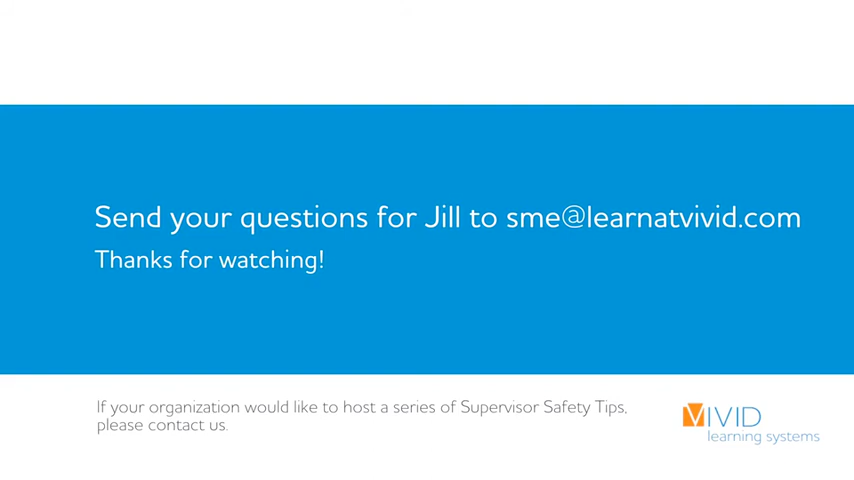 Send your questions for Jill to sme@learnatvivid.com
Thanks for watching!
If your organization would like to host a series of Supervisor Safety Tips,
please contact us.
VIVID
learning systems